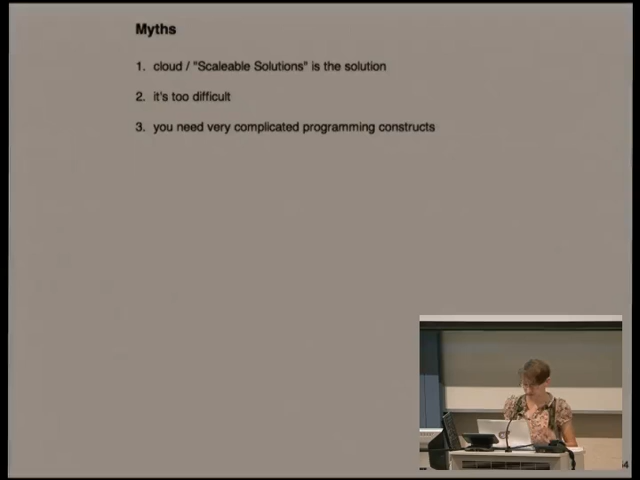 Myths
1. cloud / "Scaleable Solutions" is the solution
2. it's too difficult
3. you need very complicated programming constructs